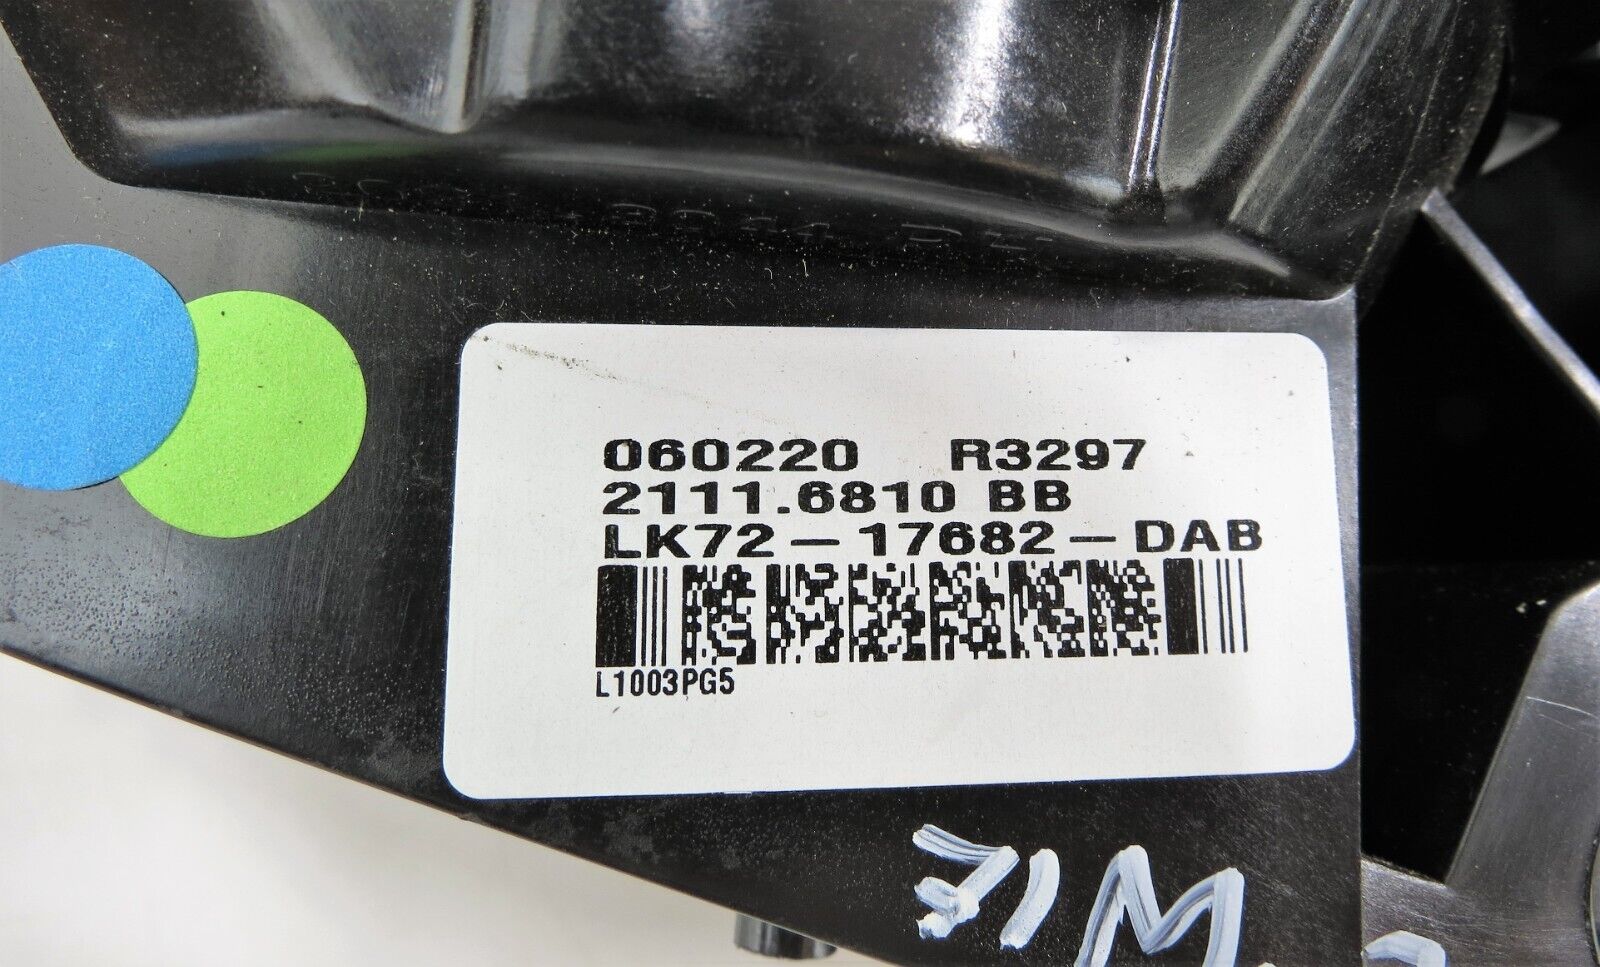 060220 R3297
2111.6810 BB
LK72-17682-DAB
L1003PG5